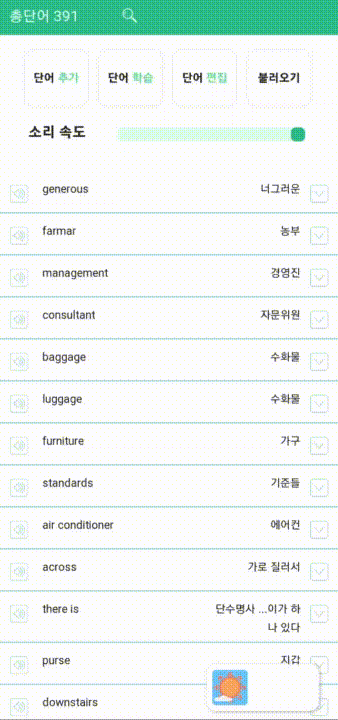 총단어 391
단어 추가
단어 학습
단어 편집
불러오기
소리 속도
generous 너그러운
farmar 농부
management 경영진
consultant 자문위원
baggage 수화물
luggage 수화물
furniture 가구
standards 기준들
air conditioner 에어컨
across 가로 질러서
there is 단수명사 ...이가 하
나 있다
purse 지갑
downstairs